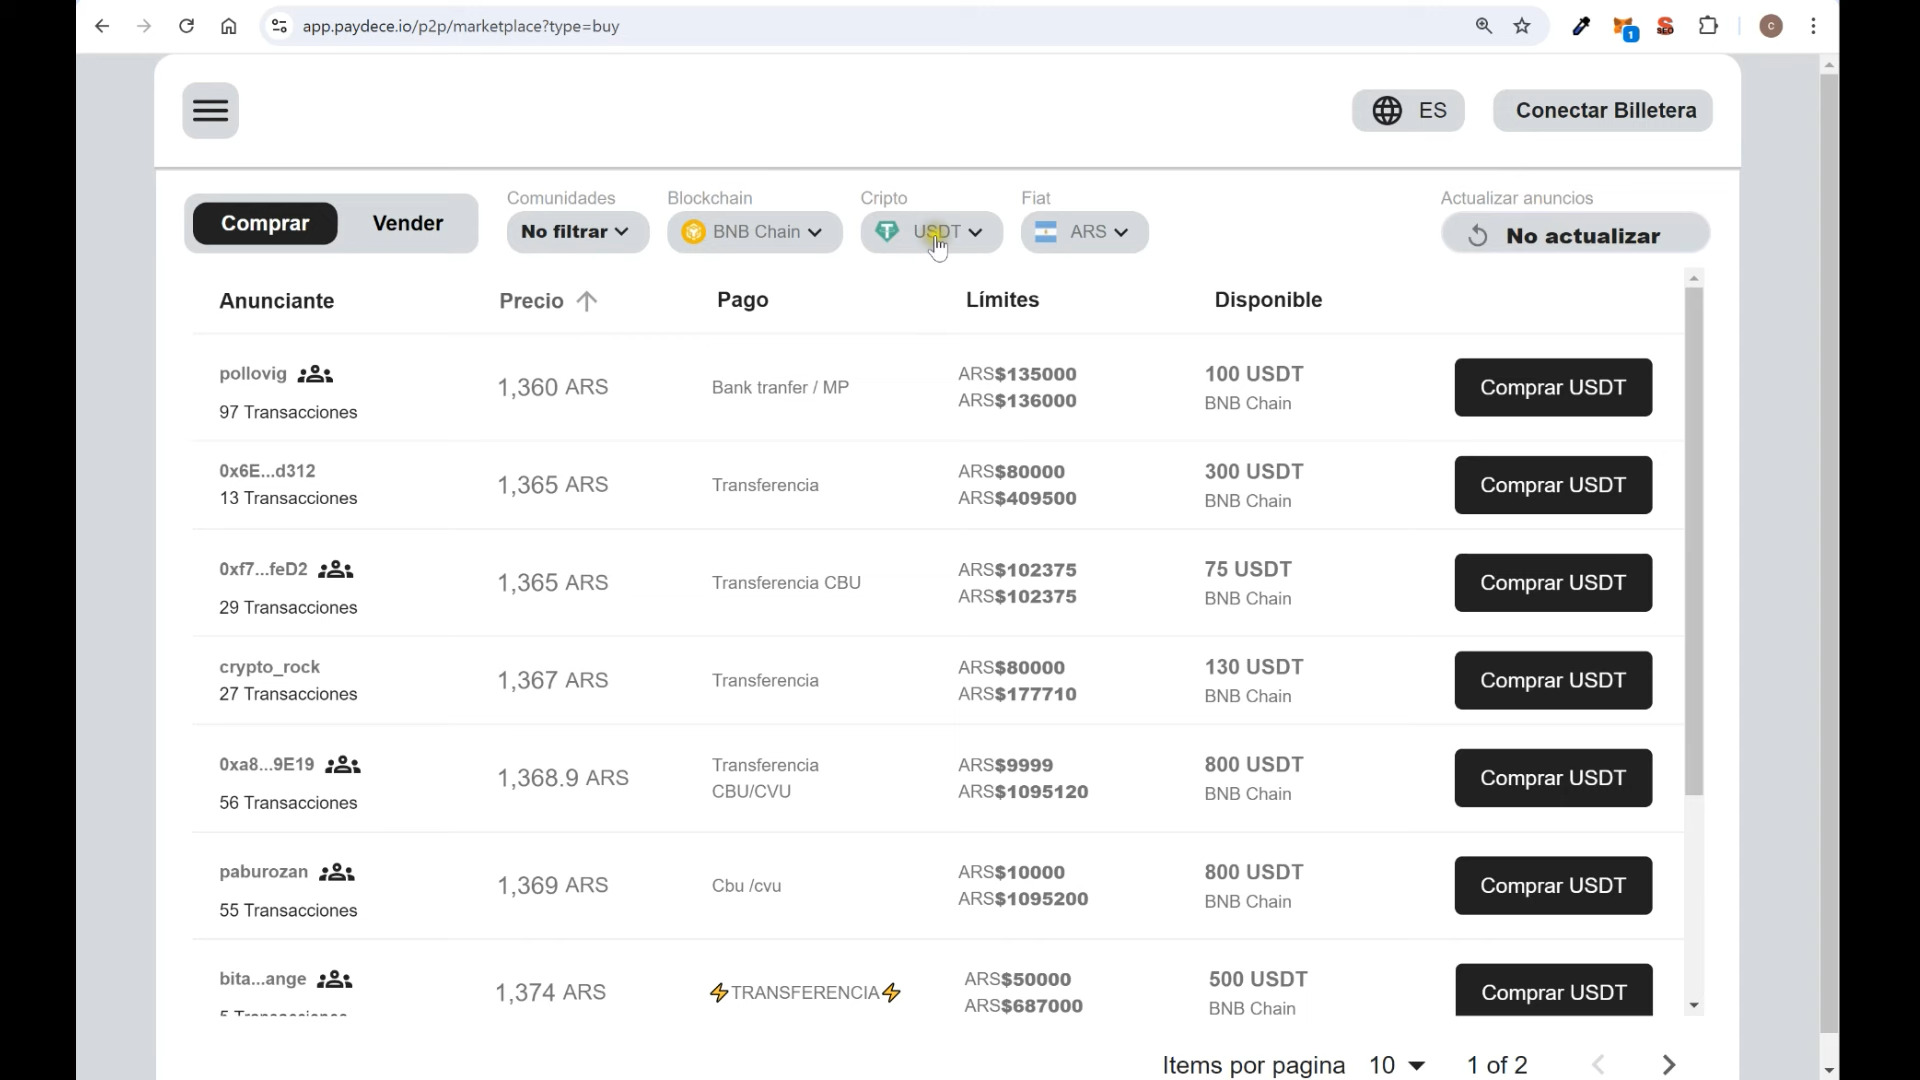 app.paydece.io/p2p/marketplace?type=buy
1
SEO
C
ES
Conectar Billetera
Comprar
Vender
Comunidades
No filtrar
Blockchain
BNB Chain
Cripto
USDT
Fiat
ARS
Actualizar anuncios
No actualizar
Anunciante
Precio
Pago
Límites
Disponible
pollovig
97 Transacciones
1,360 ARS
Bank tranfer / MP
ARS$135000
ARS$136000
100 USDT
BNB Chain
Comprar USDT
0x6E...d312
13 Transacciones
1,365 ARS
Transferencia
ARS$80000
ARS$409500
300 USDT
BNB Chain
Comprar USDT
0xf7...feD2
29 Transacciones
1,365 ARS
Transferencia CBU
ARS$102375
ARS$102375
75 USDT
BNB Chain
Comprar USDT
crypto_rock
27 Transacciones
1,367 ARS
Transferencia
ARS$80000
ARS$177710
130 USDT
BNB Chain
Comprar USDT
0xa8...9E19
56 Transacciones
1,368.9 ARS
Transferencia
CBU/CVU
ARS$9999
ARS$1095120
800 USDT
BNB Chain
Comprar USDT
paburozan
55 Transacciones
1,369 ARS
Cbu /cvu
ARS$10000
ARS$1095200
800 USDT
BNB Chain
Comprar USDT
bita...ange
5 Transacciones
1,374 ARS
⚡TRANSFERENCIA⚡
ARS$50000
ARS$687000
500 USDT
BNB Chain
Comprar USDT
Items por pagina 10
1 of 2